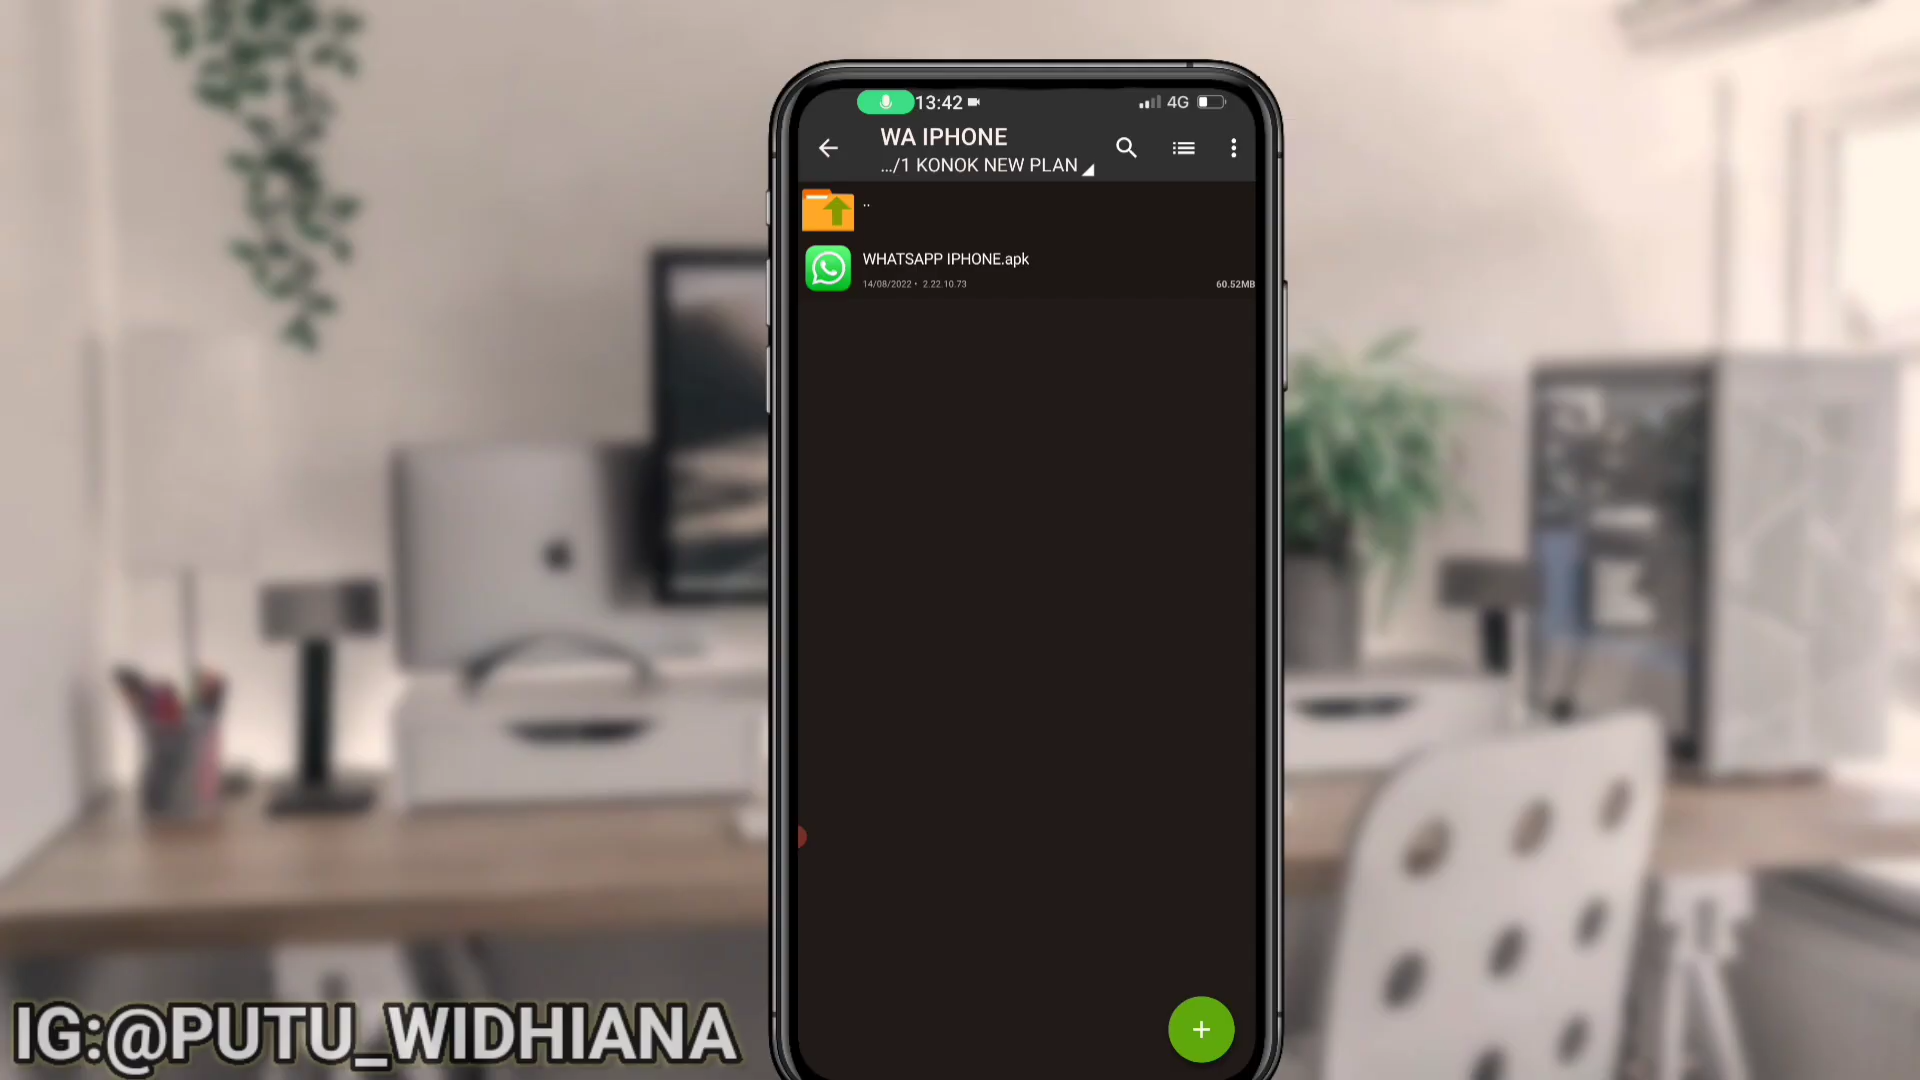 13:42
4G
WA IPHONE
.../1 KONOK NEW PLAN
..
WHATSAPP IPHONE.apk
14/08/2022 • 2.22.10.73
60.52MB
IG:@PUTU_WIDHIANA